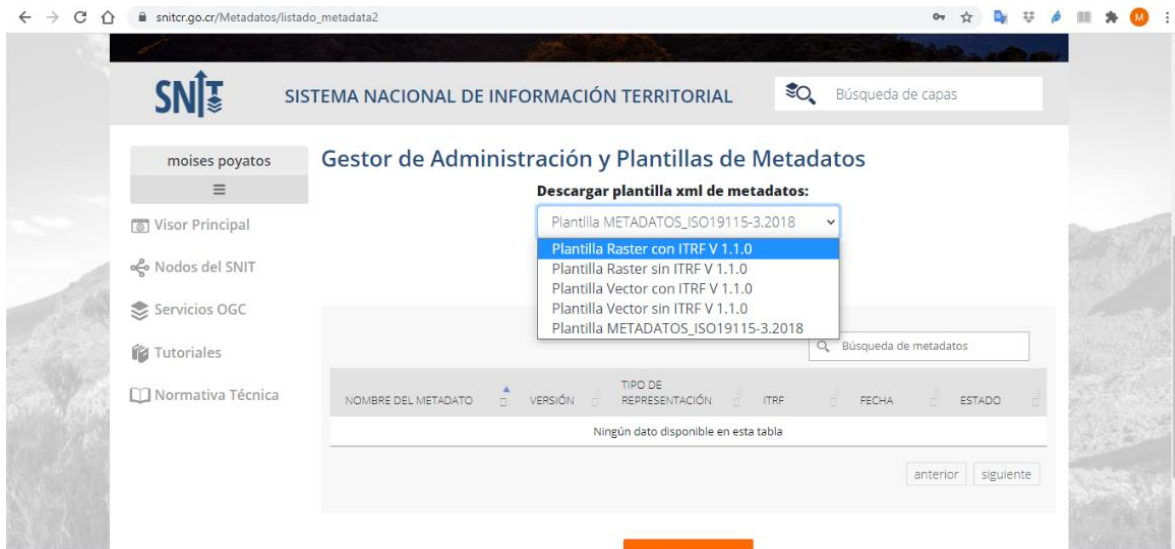 snitcr.go.cr/Metadatos/listado_metadata2
M
SNIT
SISTEMA NACIONAL DE INFORMACIÓN TERRITORIAL
Búsqueda de capas
moises poyatos
Visor Principal
Nodos del SNIT
Servicios OGC
Tutoriales
Normativa Técnica
Gestor de Administración y Plantillas de Metadatos
Descargar plantilla xml de metadatos:
Plantilla METADATOS_ISO19115-3.2018
Plantilla Raster con ITRF V 1.1.0
Plantilla Raster sin ITRF V 1.1.0
Plantilla Vector con ITRF V 1.1.0
Plantilla Vector sin ITRF V 1.1.0
Plantilla METADATOS_ISO19115-3.2018
Búsqueda de metadatos
NOMBRE DEL METADATO VERSIÓN TIPO DE REPRESENTACIÓN ITRF FECHA ESTADO
Ningún dato disponible en esta tabla
anterior siguiente